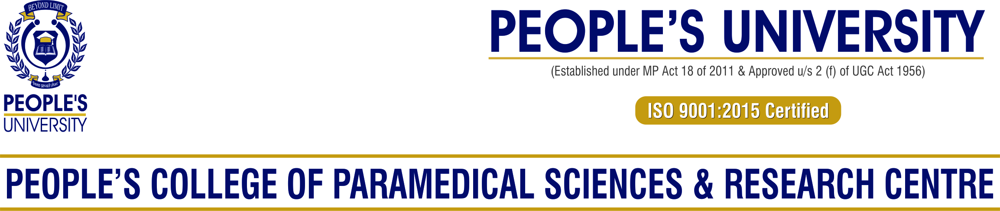 BEYOND LIMIT
विद्या प्राप्यते तेजः
PEOPLE'S
UNIVERSITY
PEOPLE’S UNIVERSITY
(Established under MP Act 18 of 2011 & Approved u/s 2 (f) of UGC Act 1956)
ISO 9001:2015 Certified
PEOPLE’S COLLEGE OF PARAMEDICAL SCIENCES & RESEARCH CENTRE